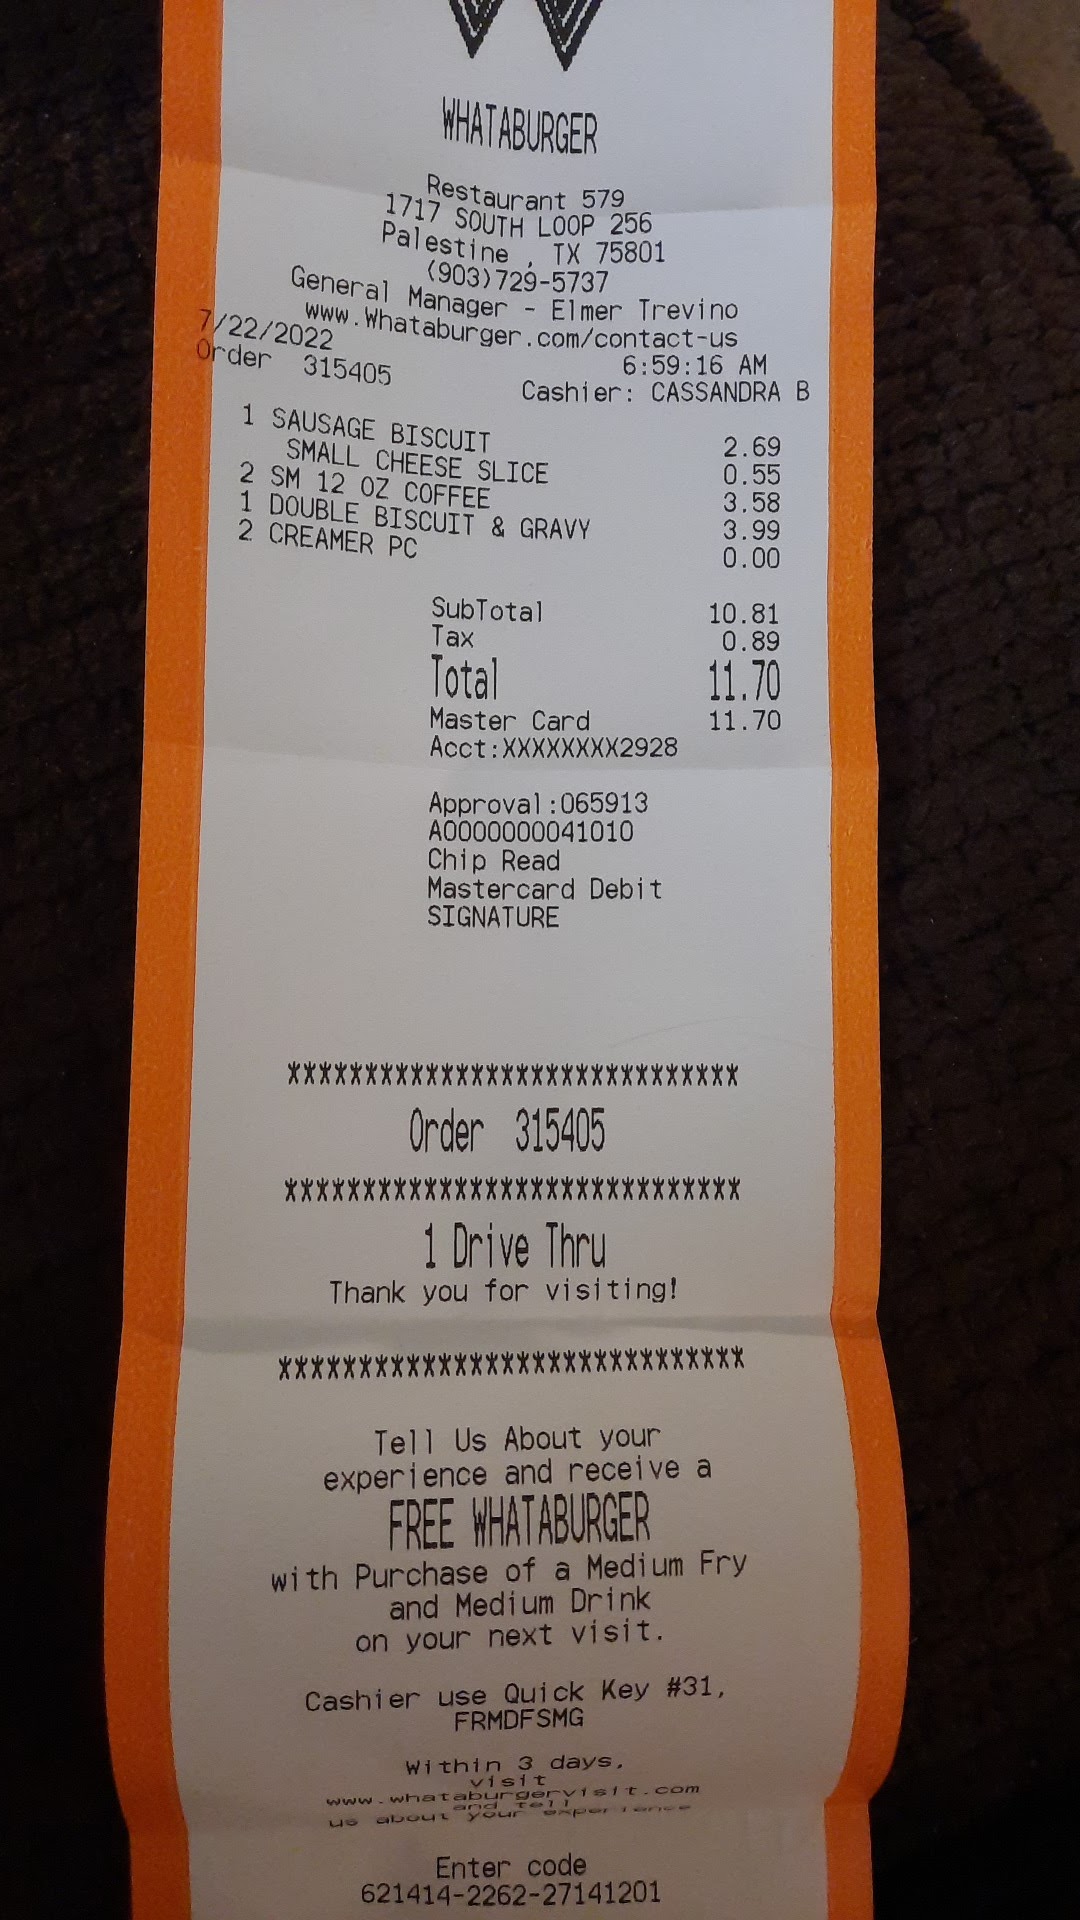 WHATABURGER
Restaurant 579
1717 SOUTH LOOP 256
Palestine , TX 75801
(903)729-5737
General Manager - Elmer Trevino
www.Whataburger.com/contact-us
7/22/2022 6:59:16 AM
Order 315405 Cashier: CASSANDRA B
1 SAUSAGE BISCUIT 2.69
SMALL CHEESE SLICE 0.55
2 SM 12 OZ COFFEE 3.58
1 DOUBLE BISCUIT & GRAVY 3.99
2 CREAMER PC 0.00
SubTotal 10.81
Tax 0.89
Total 11.70
Master Card 11.70
Acct:XXXXXXXX2928
Approval:065913
A0000000041010
Chip Read
Mastercard Debit
SIGNATURE
******************************
Order 315405
******************************
1 Drive Thru
Thank you for visiting!
******************************
Tell Us About your
experience and receive a
FREE WHATABURGER
with Purchase of a Medium Fry
and Medium Drink
on your next visit.
Cashier use Quick Key #31,
FRMDFSMG
Within 3 days,
visit
www.whataburgervisit.com
and tell
us about your experience
Enter code
621414-2262-27141201